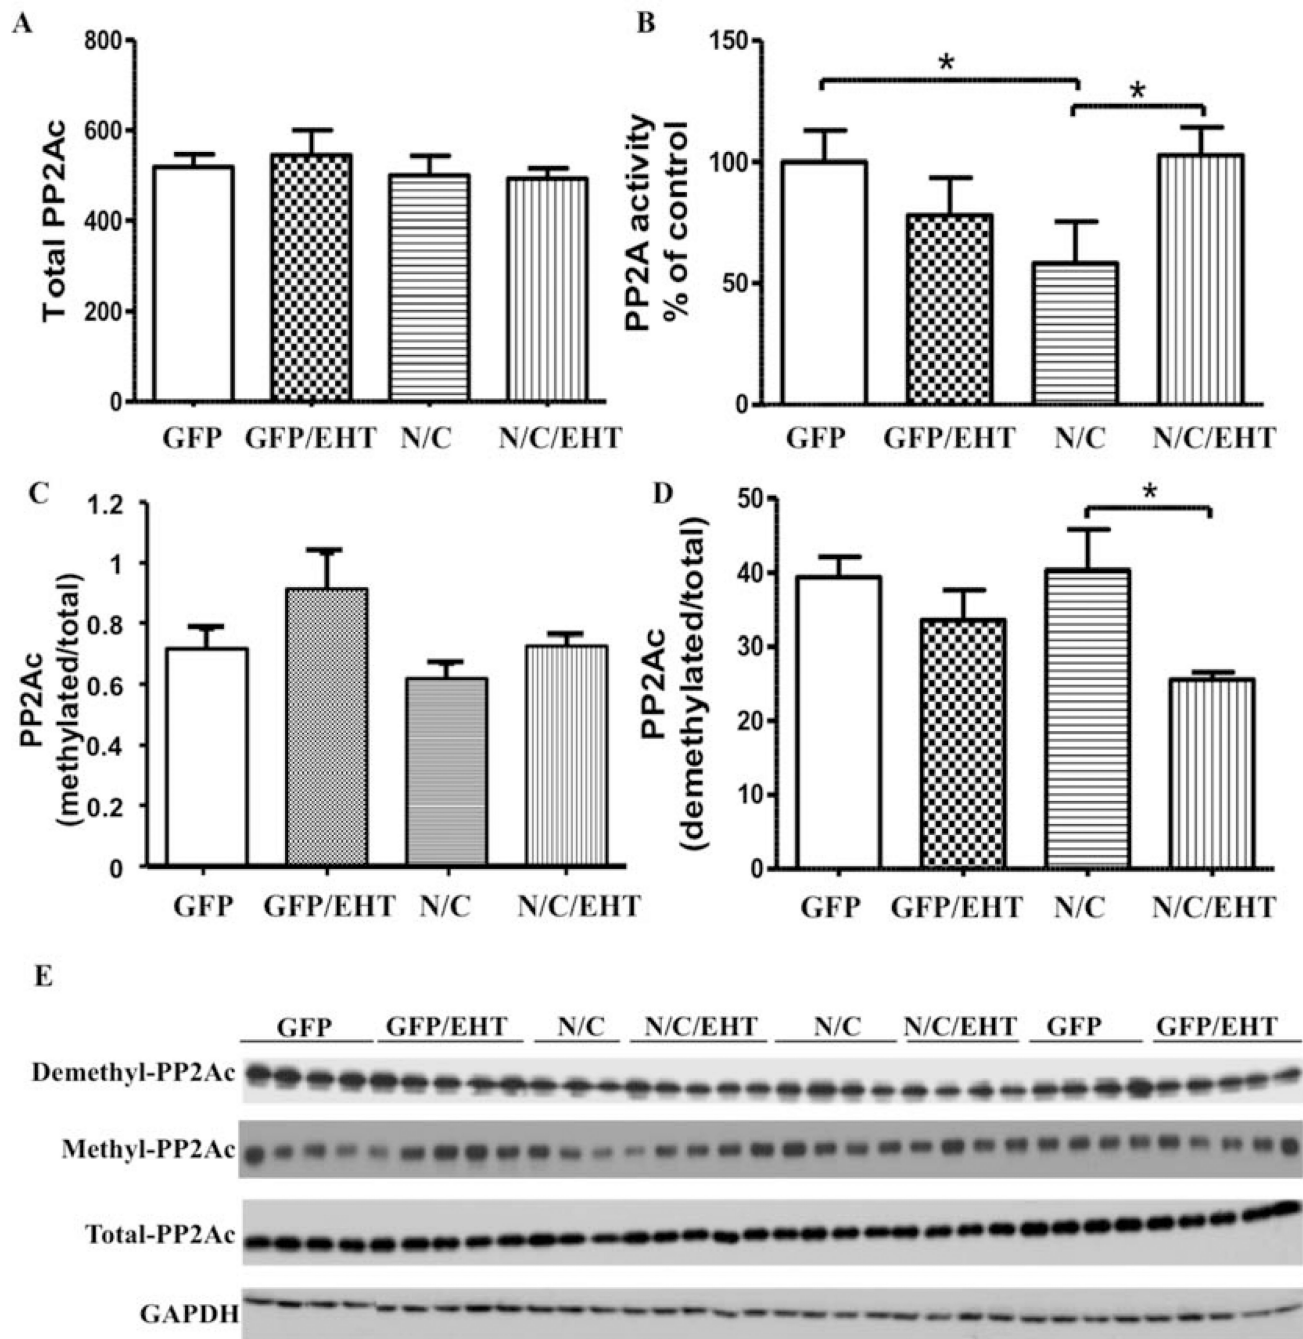 A
800
600
400
200
0
Total PP2Ac
GFP GFP/EHT N/C N/C/EHT
B
150
100
50
0
PP2A activity
% of control
* *
GFP GFP/EHT N/C N/C/EHT
C
1.2
1
0.8
0.6
0.4
0.2
0
PP2Ac
(methylated/total)
GFP GFP/EHT N/C N/C/EHT
D
50
40
30
20
10
0
PP2Ac
(demethylated/total)
*
GFP GFP/EHT N/C N/C/EHT
E
GFP GFP/EHT N/C N/C/EHT N/C N/C/EHT GFP GFP/EHT
Demethyl-PP2Ac
Methyl-PP2Ac
Total-PP2Ac
GAPDH